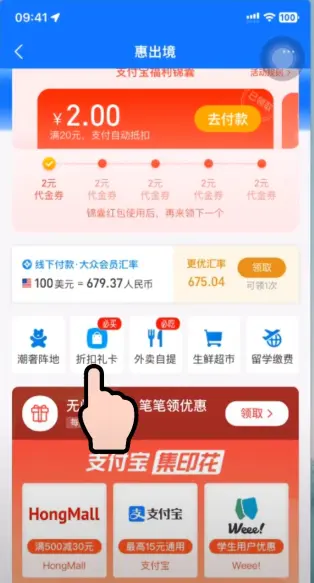 09:41
100
惠出境
支付宝福利锦囊
¥2.00
满20元，支付自动抵扣
去付款
已领取
2元 2元 2元 2元 2元
代金券 代金券 代金券 代金券 代金券
锦囊红包使用后，再来领下一个
线下付款·大众会员汇率
100美元 = 679.37人民币
更优汇率
675.04
领取
可领1次
必买 必吃
潮奢阵地 折扣礼卡 外卖自提 生鲜超市 留学缴费
笔笔领优惠
领取 >
支付宝 集印花
HongMall 支付宝 Weee!
满500减30元 最高15元通用 学生用户优惠
HongMall 支付宝 Weee!